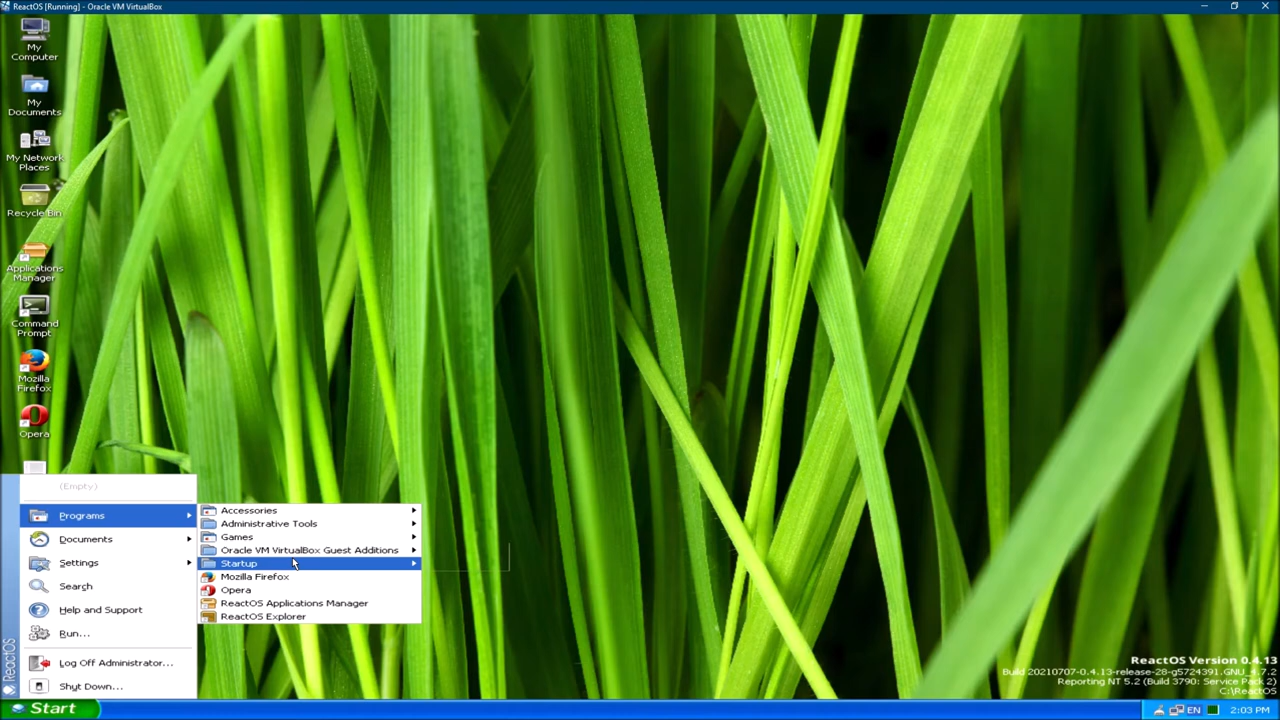 ReactOS [Running] - Oracle VM VirtualBox
My
Computer
My
Documents
My Network
Places
Recycle Bin
Applications
Manager
Command
Prompt
Mozilla
Firefox
Opera
(Empty)
Programs
Documents
Settings
Search
Help and Support
Run...
Log Off Administrator...
Shut Down...
ReactOS
Accessories
Administrative Tools
Games
Oracle VM VirtualBox Guest Additions
Startup
Mozilla Firefox
Opera
ReactOS Applications Manager
ReactOS Explorer
ReactOS Version 0.4.13
Build 20210707-0.4.13-release-28-g5724391.GNU_4.7.2
Reporting NT 5.2 (Build 3790: Service Pack 2)
C:\ReactOS
Start
EN
2:03 PM